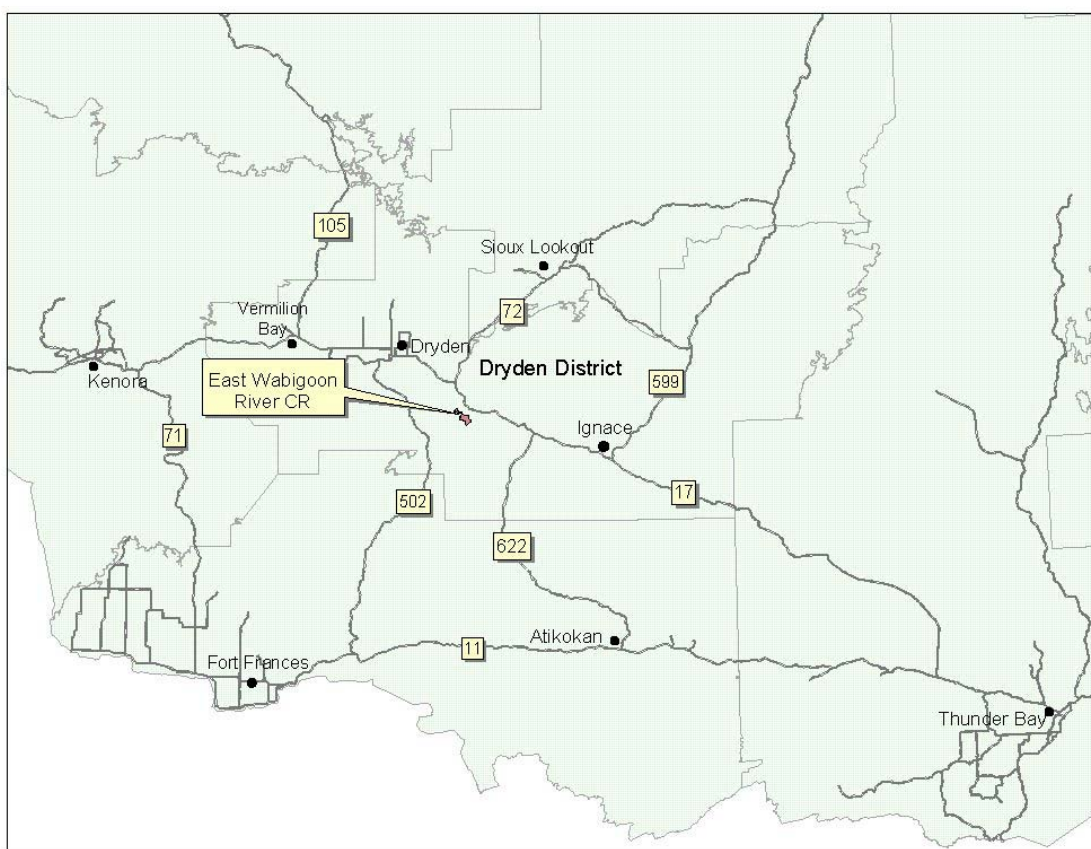 105
Sioux Lookout
72
Vermilion
Bay
Dryden
Kenora
Dryden District
East Wabigoon
River CR
599
71
Ignace
17
502
622
Atikokan
11
Fort Frances
Thunder Bay